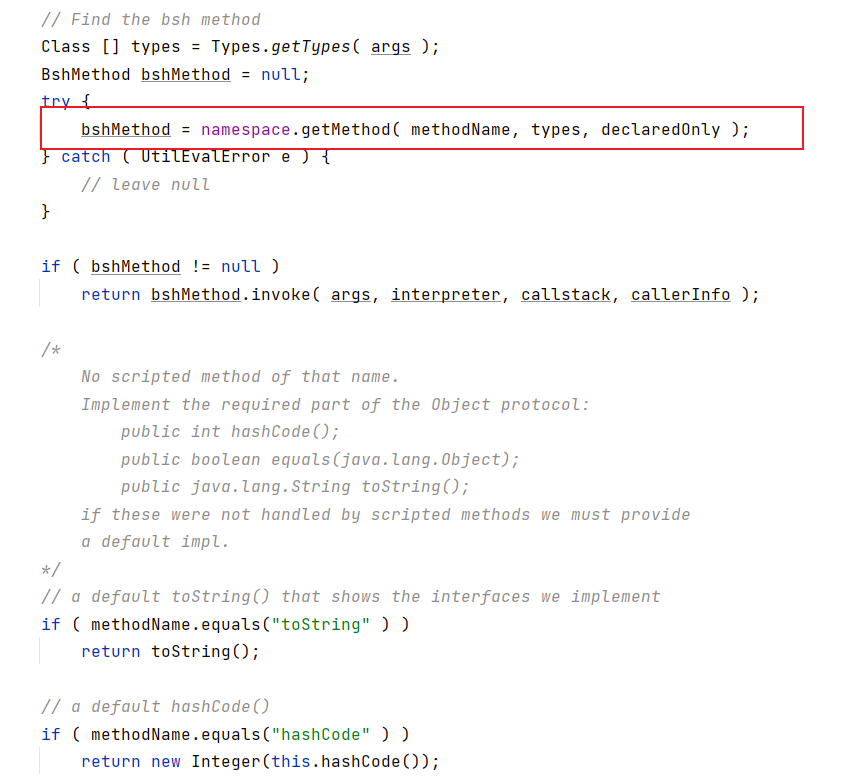 // Find the bsh method
Class [] types = Types.getTypes( args );
BshMethod bshMethod = null;
try {
bshMethod = namespace.getMethod( methodName, types, declaredOnly );
} catch ( UtilEvalError e ) {
// leave null
}
if ( bshMethod != null )
return bshMethod.invoke( args, interpreter, callstack, callerInfo );
/*
No scripted method of that name.
Implement the required part of the Object protocol:
public int hashCode();
public boolean equals(java.lang.Object);
public java.lang.String toString();
if these were not handled by scripted methods we must provide
a default impl.
*/
// a default toString() that shows the interfaces we implement
if ( methodName.equals("toString" ) )
return toString();
// a default hashCode()
if ( methodName.equals("hashCode" ) )
return new Integer(this.hashCode());